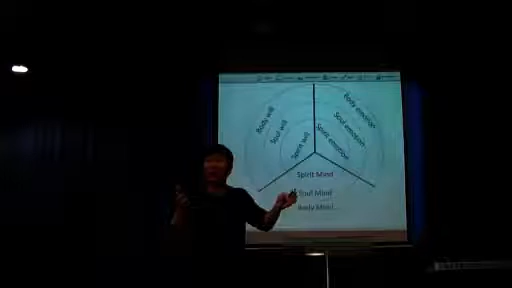 Body will
Soul will
Spirit will
Body emotion
Soul emotion
Spirit emotion
Spirit Mind
Soul Mind
Body Mind